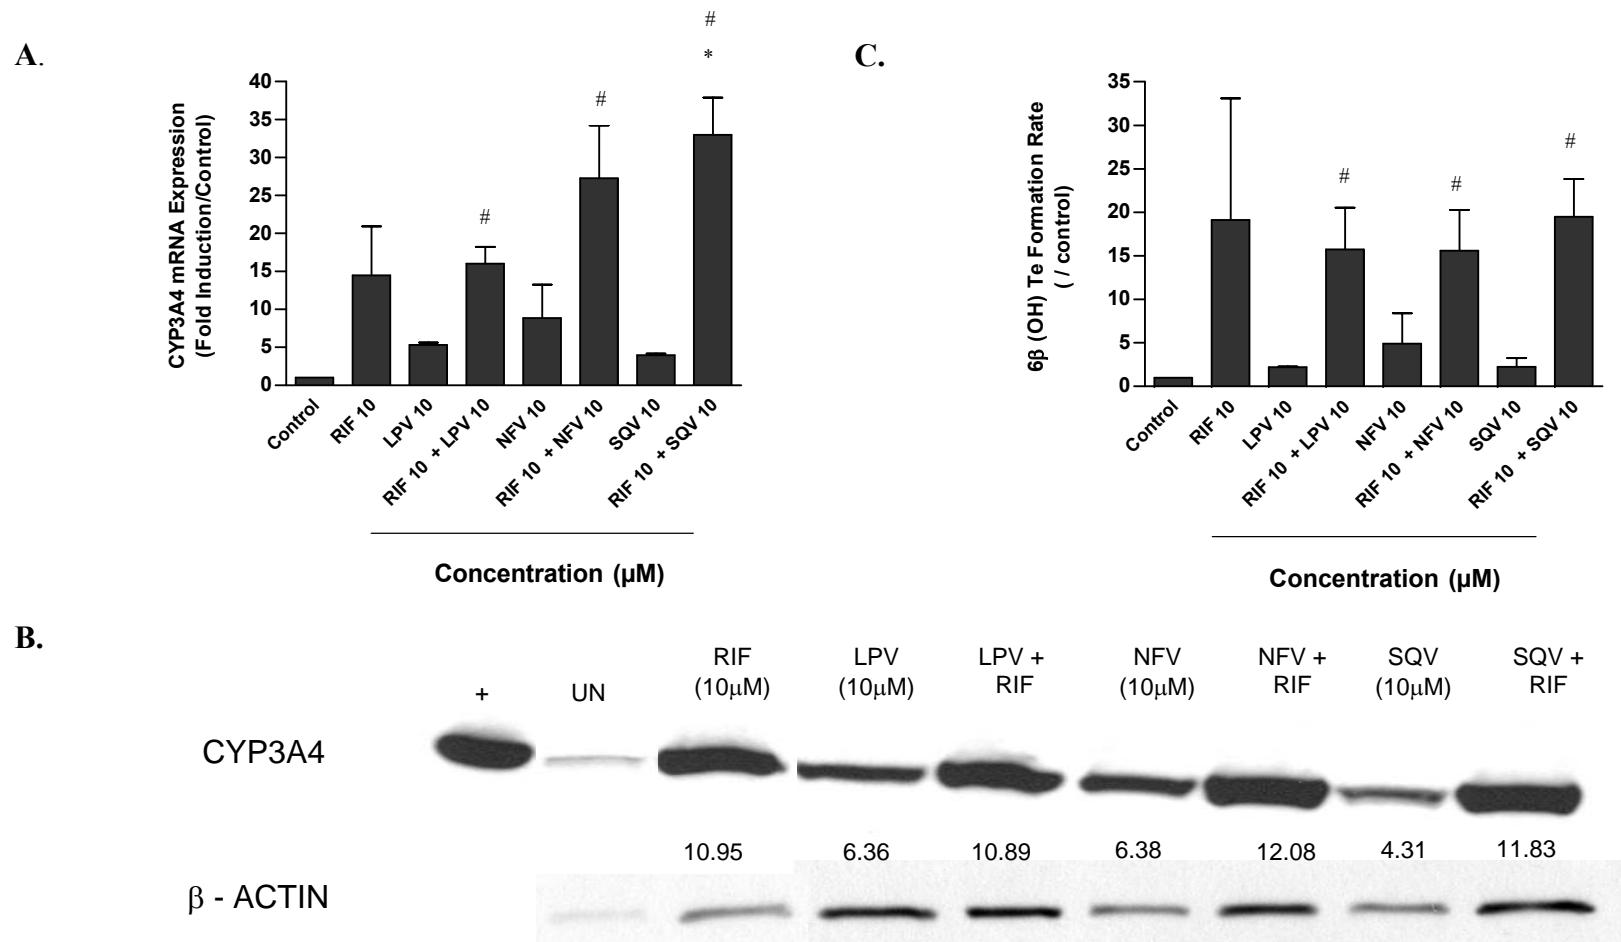 A.
#
*
#
#
CYP3A4 mRNA Expression
(Fold Induction/Control)
40
35
30
25
20
15
10
5
0
Control
RIF 10
LPV 10
RIF 10 + LPV 10
NFV 10
RIF 10 + NFV 10
SQV 10
RIF 10 + SQV 10
Concentration (µM)
C.
#
#
#
6β (OH) Te Formation Rate
( / control)
35
30
25
20
15
10
5
0
Control
RIF 10
LPV 10
RIF 10 + LPV 10
NFV 10
RIF 10 + NFV 10
SQV 10
RIF 10 + SQV 10
Concentration (µM)
B.
+
UN
RIF
(10µM)
LPV
(10µM)
LPV +
RIF
NFV
(10µM)
NFV +
RIF
SQV
(10µM)
SQV +
RIF
CYP3A4
10.95 6.36 10.89 6.38 12.08 4.31 11.83
β - ACTIN